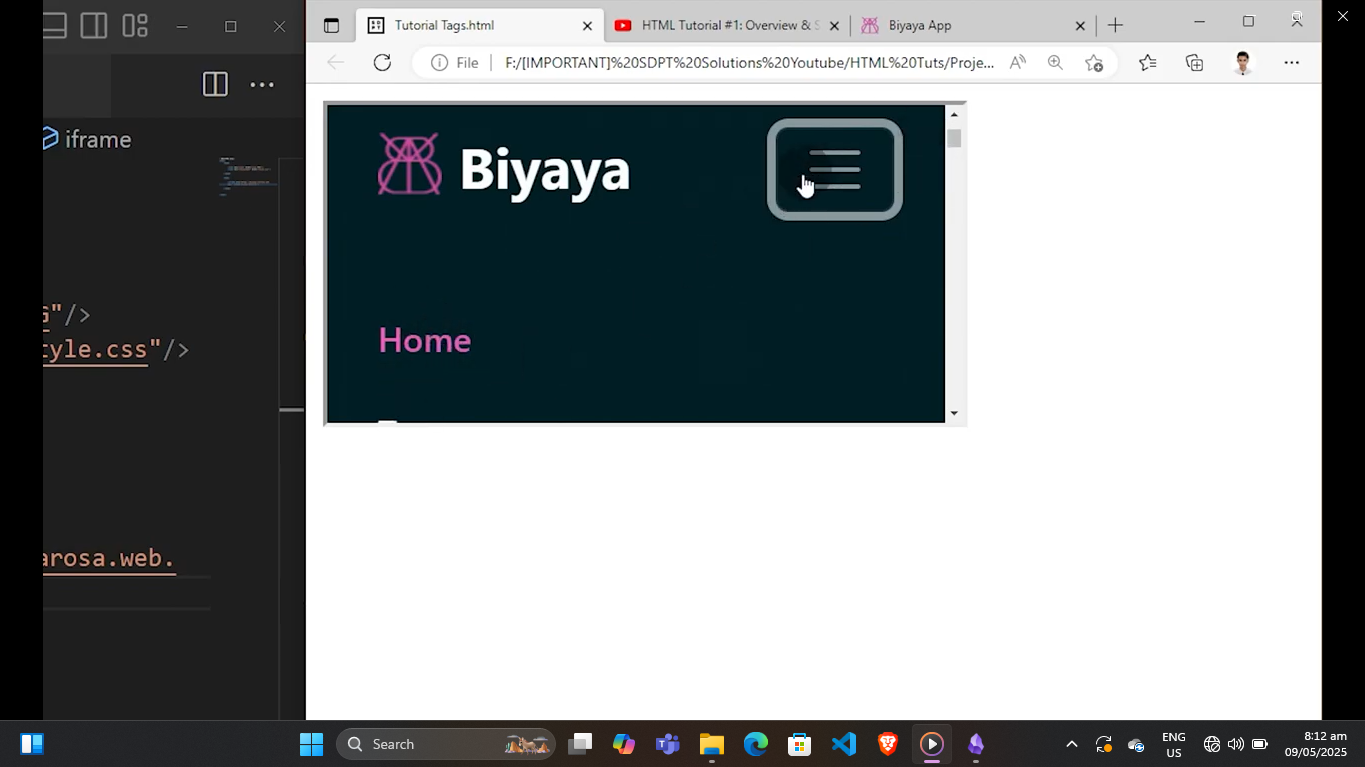 Tutorial Tags.html
HTML Tutorial #1: Overview & S
Biyaya App
File
F:/[IMPORTANT]%20SDPT%20Solutions%20Youtube/HTML%20Tuts/Proje...
iframe
"/>
tyle.css"/>
arosa.web.
Biyaya
Home
Search
ENG
US
8:12 am
09/05/2025